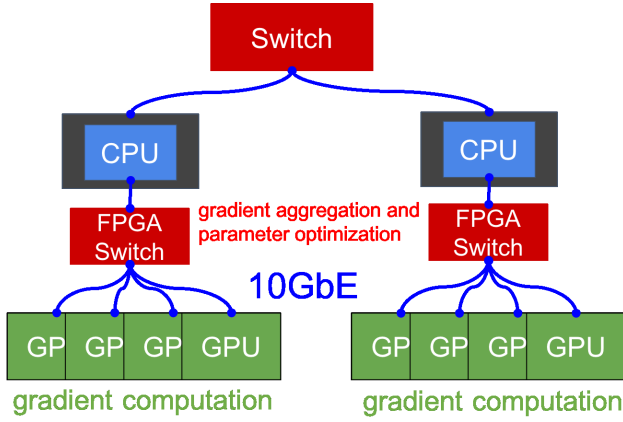 Switch
CPU
CPU
FPGA
Switch
gradient aggregation and
parameter optimization
FPGA
Switch
10GbE
GP
GP
GP
GPU
GP
GP
GP
GPU
gradient computation
gradient computation